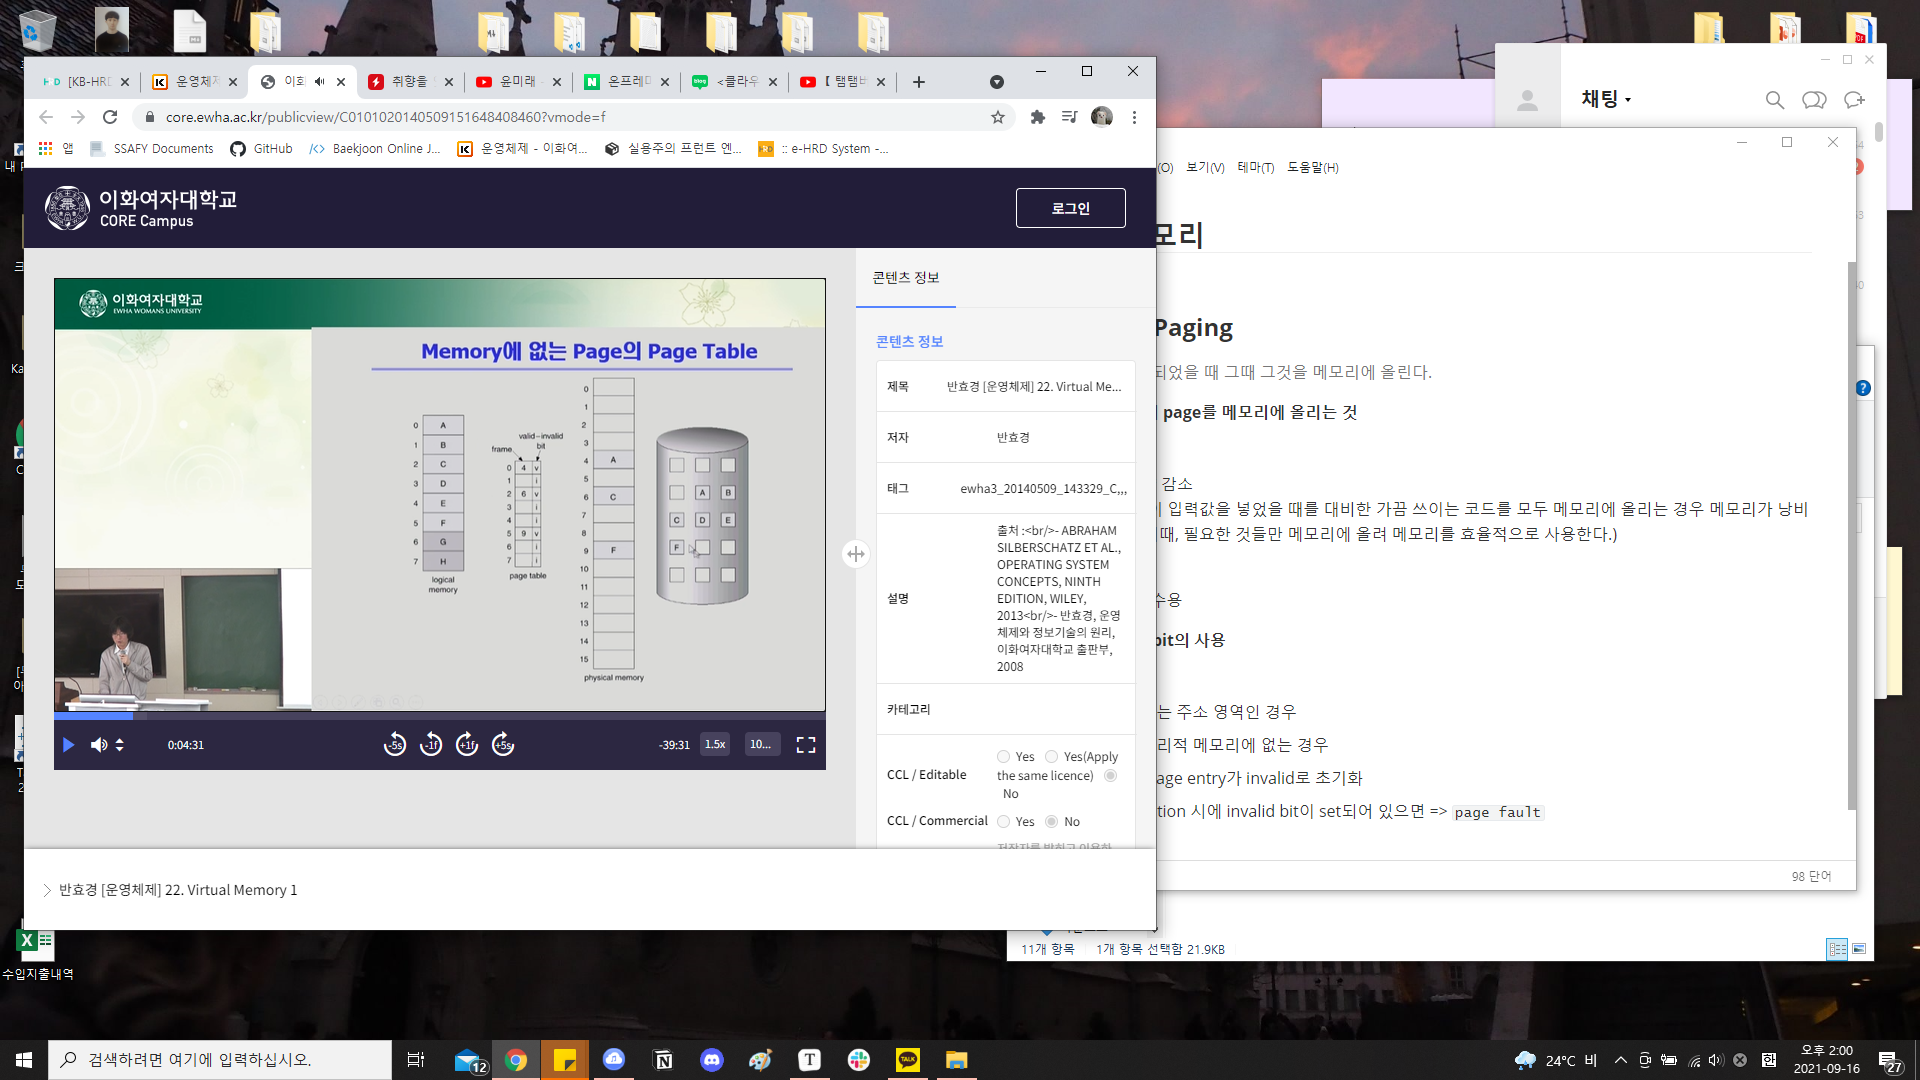 [KB-HRD
운영체제
이화
취향을
윤미래
온프레미
<클라우
【 탬탬버
core.ewha.ac.kr/publicview/C0101020140509151648408460?vmode=f
앱
SSAFY Documents
GitHub
Baekjoon Online J...
운영체제 - 이화여...
실용주의 프런트 엔...
:: e-HRD System -...
이화여자대학교
CORE Campus
로그인
이화여자대학교
EWHA WOMANS UNIVERSITY
Memory에 없는 Page의 Page Table
0 A
1 B
2 C
3 D
4 E
5 F
6 G
7 H
logical
memory
valid-invalid
bit
frame
0 4 v
1 i
2 6 v
3 i
4 i
5 9 v
6 i
7 i
page table
0
1
2
3
4 A
5
6 C
7
8
9 F
10
11
12
13
14
15
physical memory
A B
C D E
F
0:04:31
-5s
-1f
+1f
+5s
-39:31
1.5x
10...
콘텐츠 정보
콘텐츠 정보
제목 반효경 [운영체제] 22. Virtual Me...
저자 반효경
태그 ewha3_20140509_143329_C,,,
설명
출처 :<br/>- ABRAHAM
SILBERSCHATZ ET AL.,
OPERATING SYSTEM
CONCEPTS, NINTH
EDITION, WILEY,
2013<br/>- 반효경, 운영
체제와 정보기술의 원리,
이화여자대학교 출판부,
2008
카테고리
CCL / Editable
Yes Yes(Apply
the same licence)
No
CCL / Commercial Yes No
반효경 [운영체제] 22. Virtual Memory 1
채팅
(O) 보기(V) 테마(T) 도움말(H)
모리
Paging
되었을 때 그때 그것을 메모리에 올린다.
page를 메모리에 올리는 것
감소
입력값을 넣었을 때를 대비한 가끔 쓰이는 코드를 모두 메모리에 올리는 경우 메모리가 낭비
때, 필요한 것들만 메모리에 올려 메모리를 효율적으로 사용한다.)
수용
bit의 사용
는 주소 영역인 경우
리적 메모리에 없는 경우
age entry가 invalid로 초기화
tion 시에 invalid bit이 set되어 있으면 => page fault
98 단어
11개 항목 1개 항목 선택함 21.9KB
수입지출내역
검색하려면 여기에 입력하십시오.
12
TALK
24°C 비
한
오후 2:00
2021-09-16
27